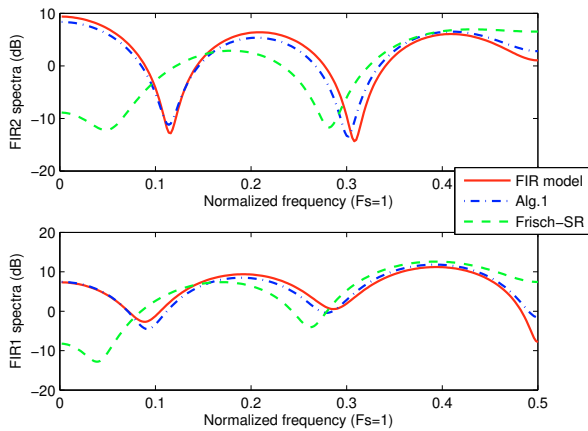 10
0
−10
−20
FIR2 spectra (dB)
0
0.1
0.2
0.3
0.4
Normalized frequency (Fs=1)
FIR model
Alg.1
Frisch−SR
20
10
0
−10
−20
FIR1 spectra (dB)
0
0.1
0.2
0.3
0.4
0.5
Normalized frequency (Fs=1)